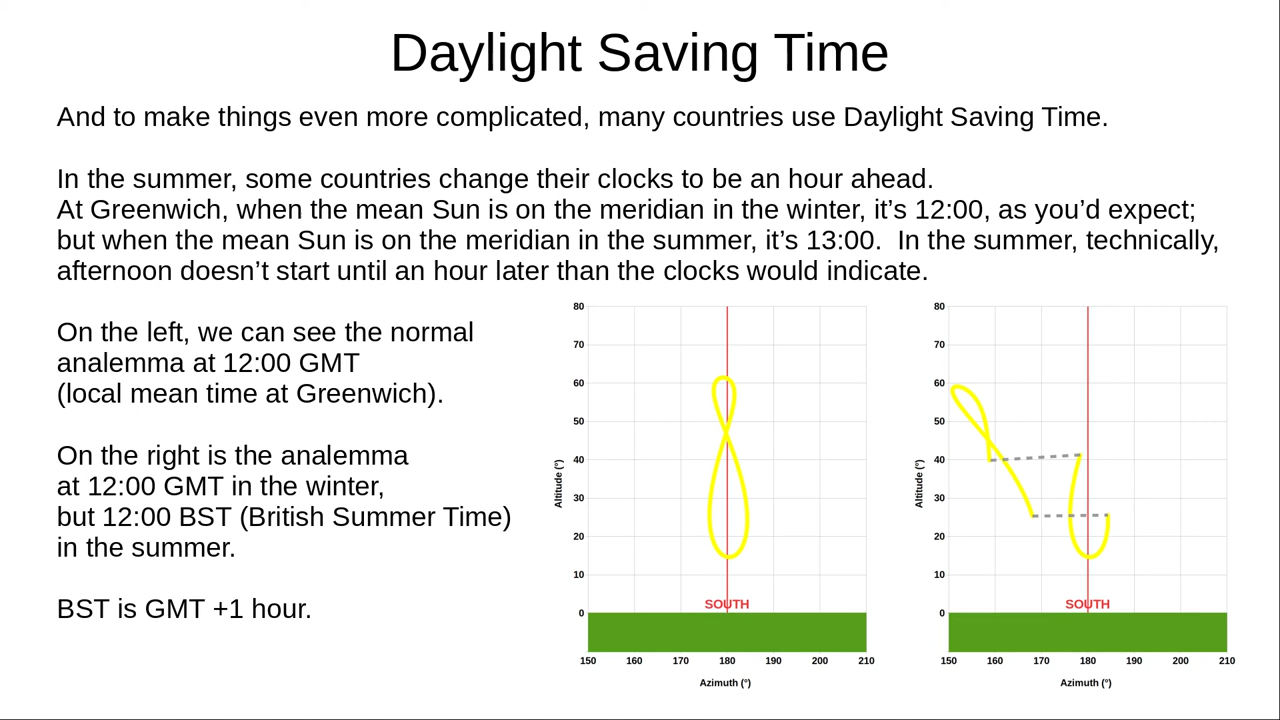 Daylight Saving Time
And to make things even more complicated, many countries use Daylight Saving Time.
In the summer, some countries change their clocks to be an hour ahead.
At Greenwich, when the mean Sun is on the meridian in the winter, it’s 12:00, as you’d expect;
but when the mean Sun is on the meridian in the summer, it’s 13:00.  In the summer, technically,
afternoon doesn’t start until an hour later than the clocks would indicate.
On the left, we can see the normal
analemma at 12:00 GMT
(local mean time at Greenwich).
On the right is the analemma
at 12:00 GMT in the winter,
but 12:00 BST (British Summer Time)
in the summer.
BST is GMT +1 hour.
80
70
60
50
40
30
20
10
0
Altitude (°)
SOUTH
150 160 170 180 190 200 210
Azimuth (°)
80
70
60
50
40
30
20
10
0
Altitude (°)
SOUTH
150 160 170 180 190 200 210
Azimuth (°)